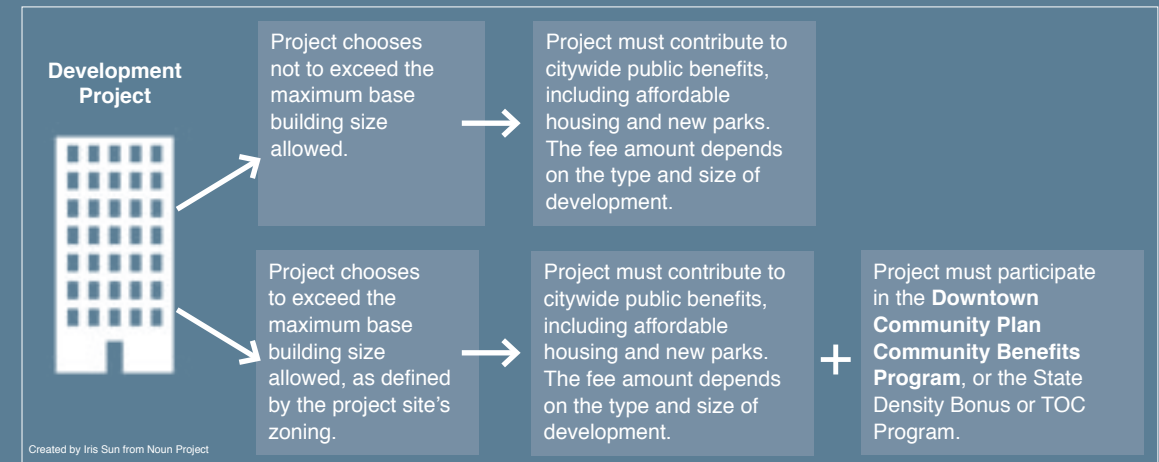 Development
Project
Project chooses
not to exceed the
maximum base
building size
allowed.
Project must contribute to
citywide public benefits,
including affordable
housing and new parks.
The fee amount depends
on the type and size of
development.
Project chooses
to exceed the
maximum base
building size
allowed, as defined
by the project site's
zoning.
Project must contribute to
citywide public benefits,
including affordable
housing and new parks.
The fee amount depends
on the type and size of
development.
+
Project must participate
in the Downtown
Community Plan
Community Benefits
Program, or the State
Density Bonus or TOC
Program.
Created by Iris Sun from Noun Project